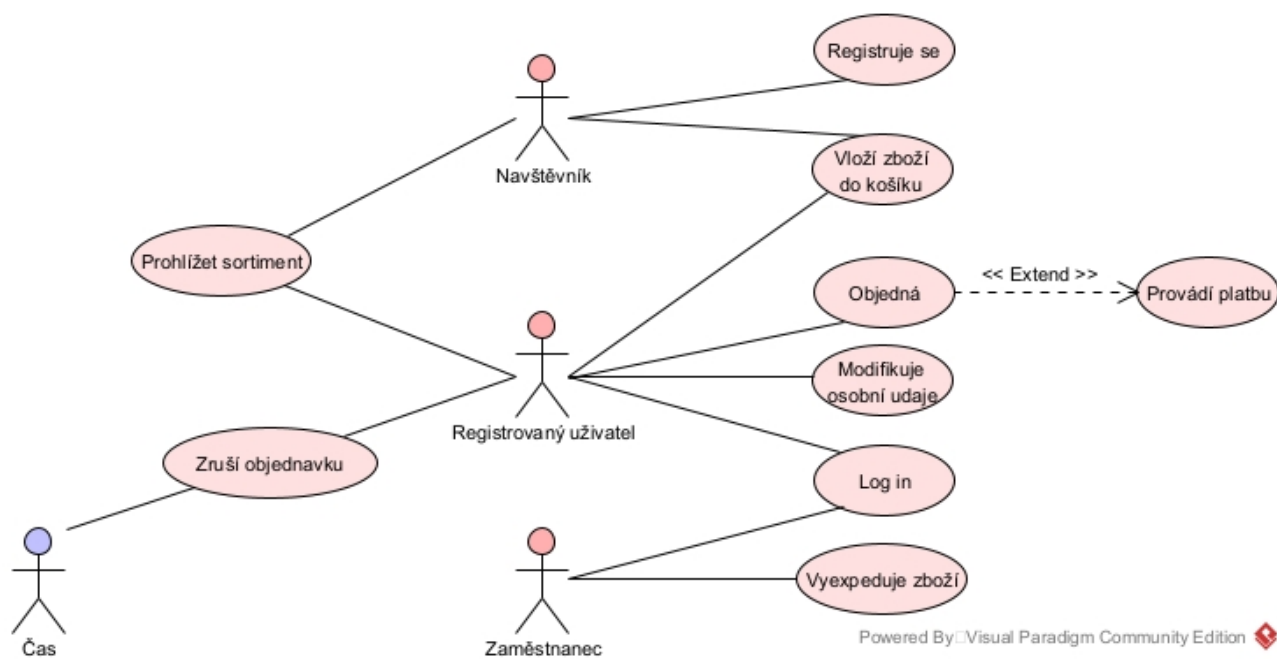 Registruje se
Navštěvník
Vloží zboží
do košíku
Prohlížet sortiment
<< Extend >>
Objedná
Provádí platbu
Modifikuje
osobní udaje
Registrovaný uživatel
Zruší objednavku
Log in
Vyexpeduje zboží
Čas
Zaměstnanec
Powered By Visual Paradigm Community Edition